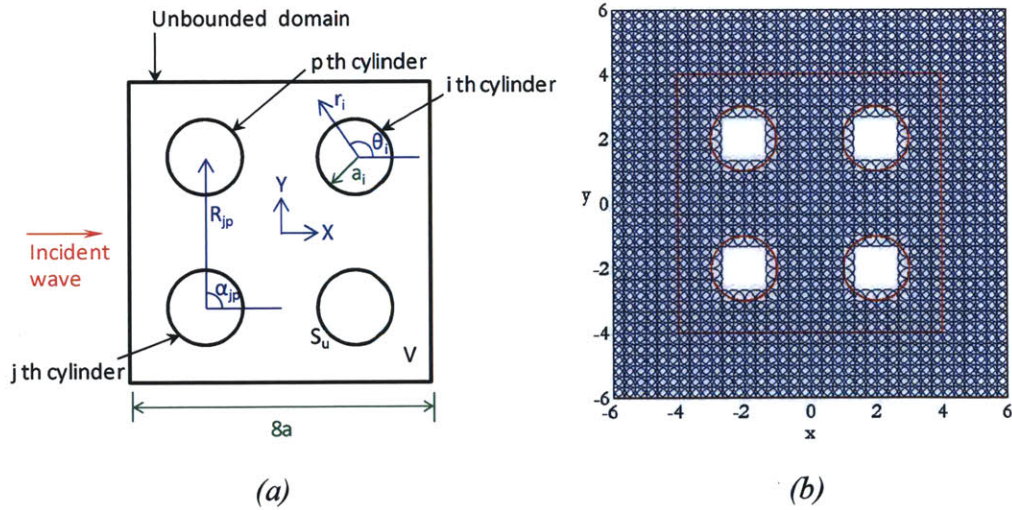 Unbounded domain
p th cylinder
i th cylinder
r_i
θ_i
a_i
Y
X
R_jp
Incident
wave
α_jp
S_u
V
j th cylinder
8a
(a)
6
4
2
y 0
-2
-4
-6
-6 -4 -2 0 2 4 6
x
(b)